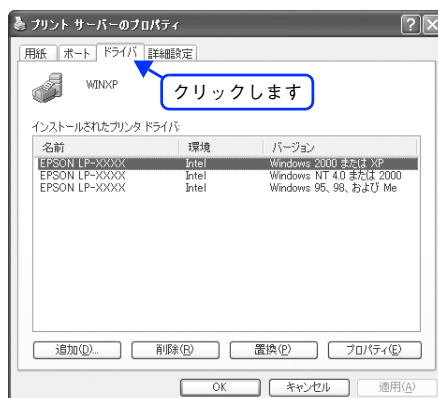 プリント サーバーのプロパティ
用紙 ポート ドライバ 詳細設定
WINXP
クリックします
インストールされたプリンタ ドライバ:
名前 環境 バージョン
EPSON LP-XXXX Intel Windows 2000 または XP
EPSON LP-XXXX Intel Windows NT 4.0 または 2000
EPSON LP-XXXX Intel Windows 95、98、および Me
追加(D)... 削除(R) 置換(P) プロパティ(E)
OK キャンセル 適用(A)